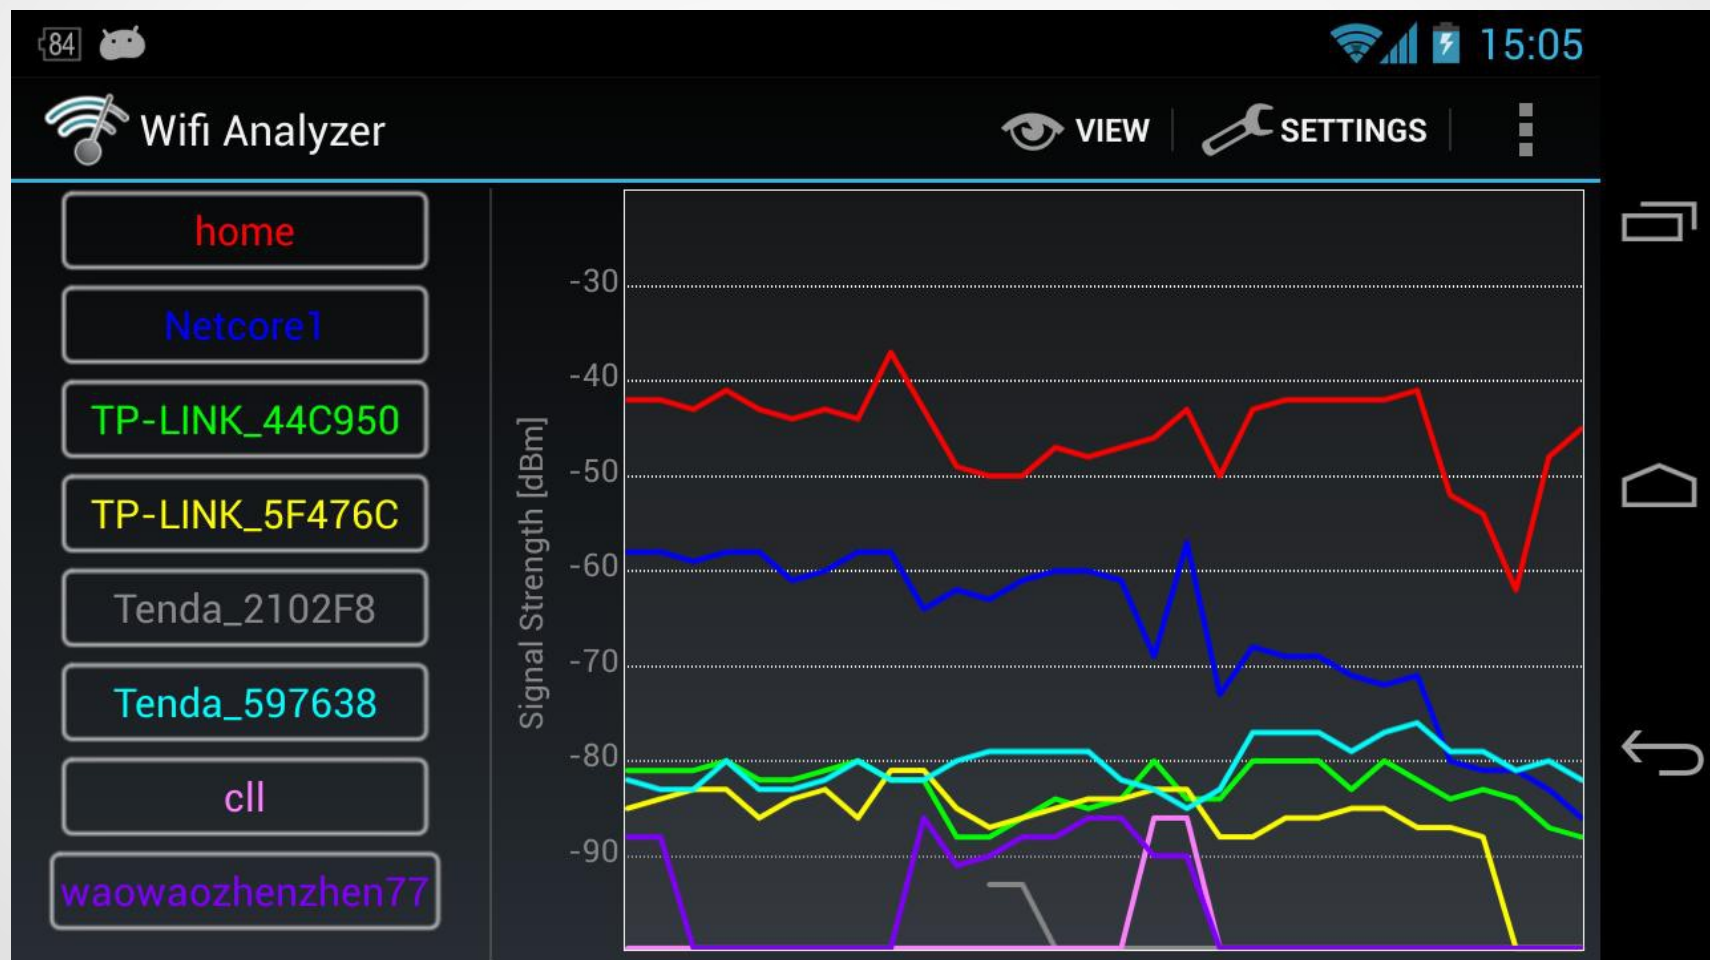 84
15:05
Wifi Analyzer
VIEW
SETTINGS
home
Netcore1
TP-LINK_44C950
TP-LINK_5F476C
Tenda_2102F8
Tenda_597638
cll
waowaozhenzhen77
Signal Strength [dBm]
-30
-40
-50
-60
-70
-80
-90